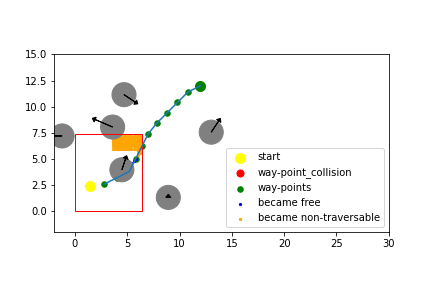 15.0
12.5
10.0
7.5
5.0
2.5
0.0
0 5 10 15 20 25 30
start
way-point_collision
way-points
became free
became non-traversable